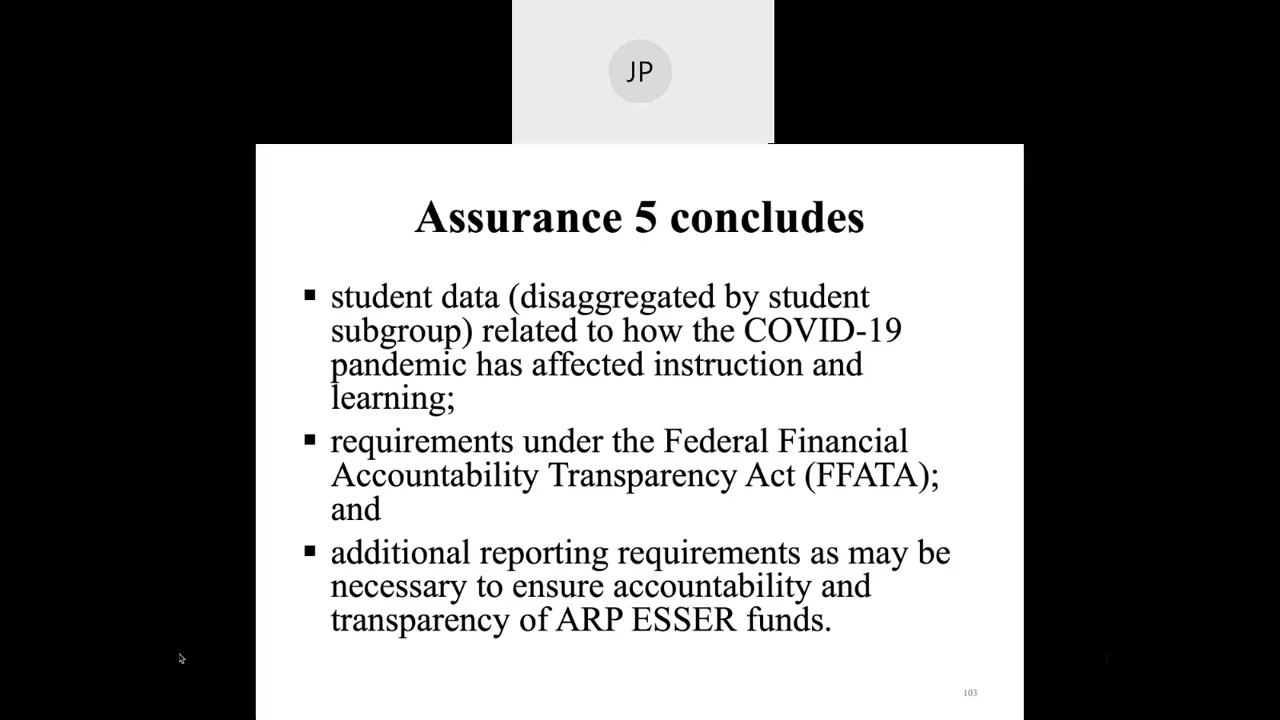 JP
Assurance 5 concludes
▪ student data (disaggregated by student
subgroup) related to how the COVID-19
pandemic has affected instruction and
learning;
▪ requirements under the Federal Financial
Accountability Transparency Act (FFATA);
and
▪ additional reporting requirements as may be
necessary to ensure accountability and
transparency of ARP ESSER funds.
103